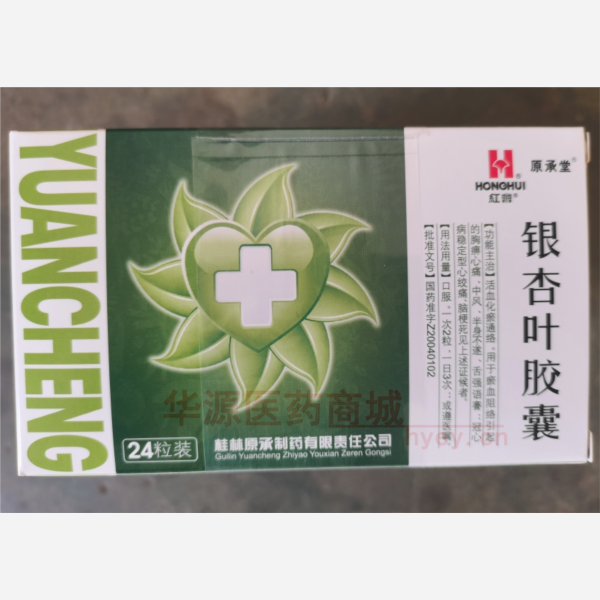 YUANCHENG
HONGHUI
红会
原承堂
银杏叶胶囊
【功能主治】活血化瘀通络。用于瘀血阻络引起
的胸痹心痛、中风、半身不遂、舌强语謇；冠心
病稳定型心绞痛、脑梗死见上述证候者。
【用法用量】口服。一次2粒，一日3次；或遵医嘱
【批准文号】国药准字Z20040102
华源医药商城
24粒装
桂林原承制药有限责任公司
Guilin Yuancheng Zhiyao Youxian Zeren Gongsi